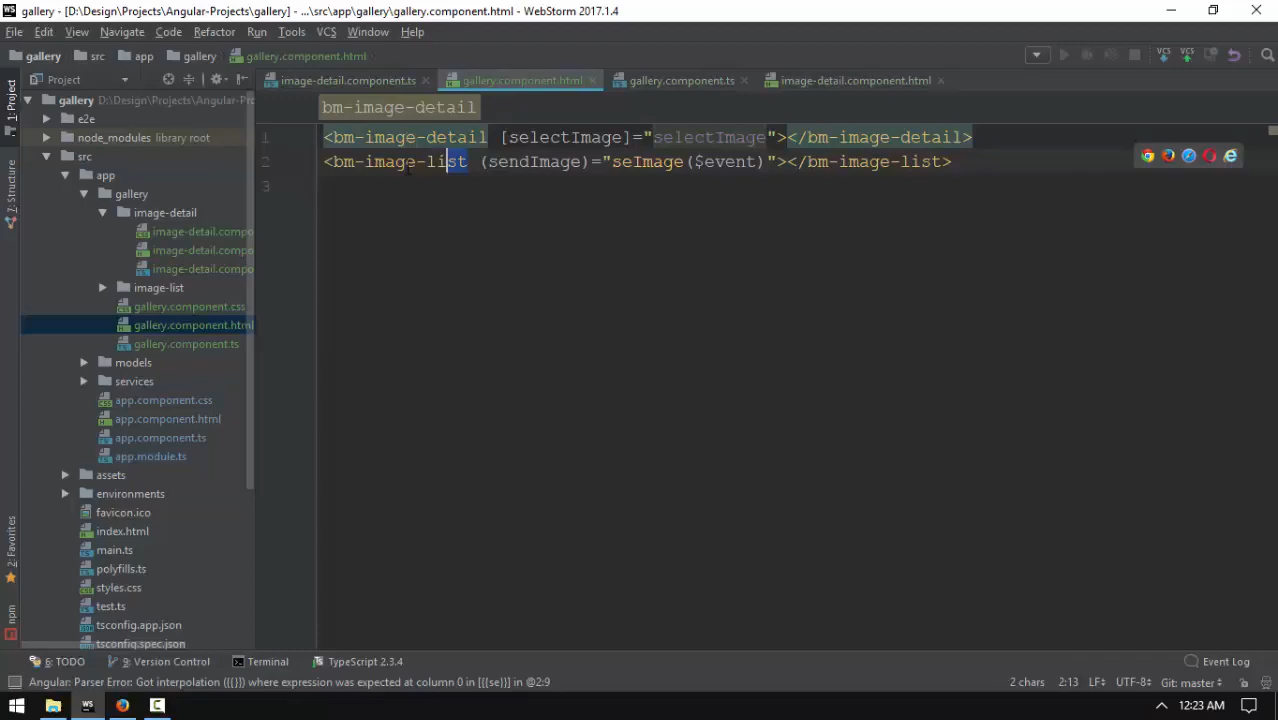 gallery - [D:\Design\Projects\Angular-Projects\gallery] - ...\src\app\gallery\gallery.component.html - WebStorm 2017.1.4
File Edit View Navigate Code Refactor Run Tools VCS Window Help
gallery src app gallery gallery.component.html
1: Project
Project
image-detail.component.ts gallery.component.html gallery.component.ts image-detail.component.html
gallery D:\Design\Projects\Angular-Pr
bm-image-detail
e2e
node_modules library root
src
app
gallery
image-detail
image-detail.compo
image-detail.compo
image-detail.compo
image-list
gallery.component.css
gallery.component.html
gallery.component.ts
models
services
app.component.css
app.component.html
app.component.ts
app.module.ts
assets
environments
favicon.ico
index.html
main.ts
polyfills.ts
styles.css
test.ts
tsconfig.app.json
tsconfig.spec.json
1 <bm-image-detail [selectImage]="selectImage"></bm-image-detail>
2 <bm-image-list (sendImage)="seImage($event)"></bm-image-list>
3
7: Structure
2: Favorites
npm
6: TODO 9: Version Control Terminal TypeScript 2.3.4 Event Log
Angular: Parser Error: Got interpolation ({{}}) where expression was expected at column 0 in [{{se}}] in @2:9 2 chars 2:13 LF÷ UTF-8÷ Git: master÷
WS 12:23 AM